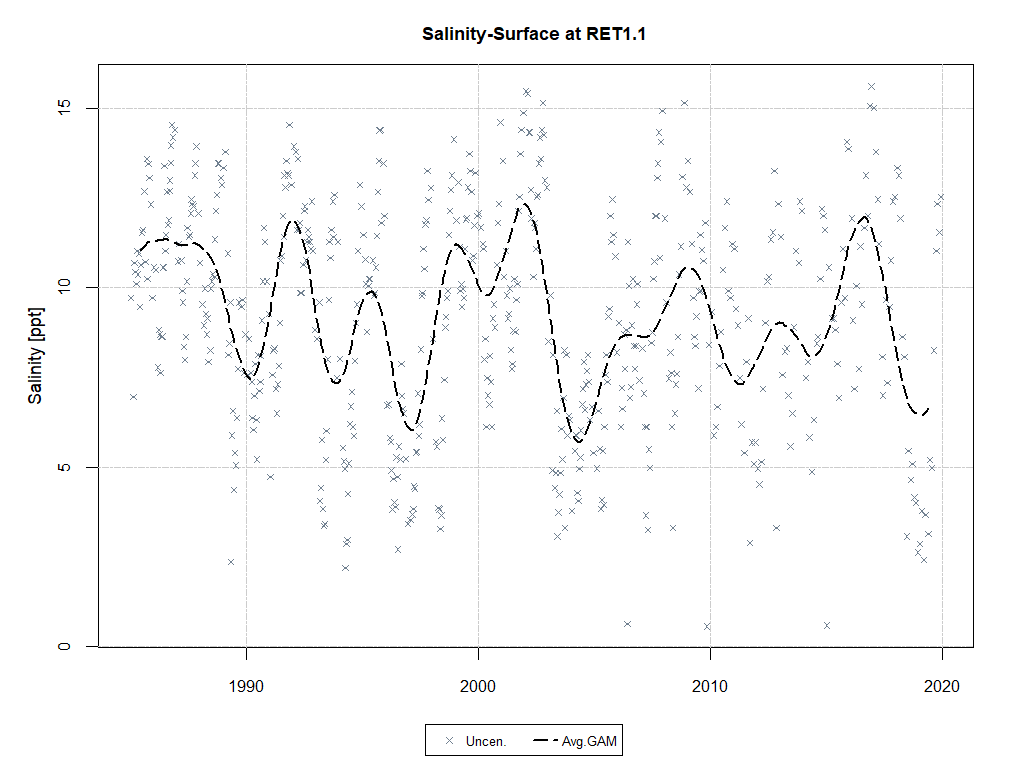 Salinity-Surface at RET1.1
Salinity [ppt]
15
10
5
0
1990 2000 2010 2020
Uncen. Avg.GAM